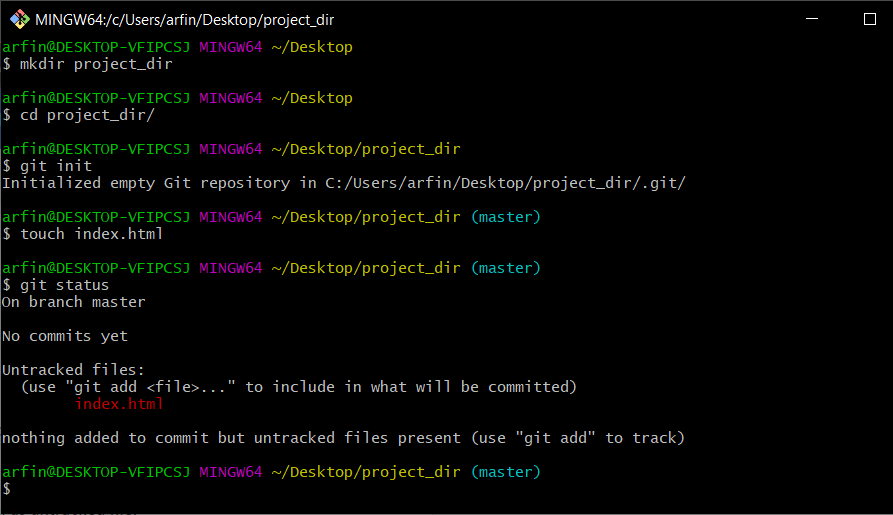 MINGW64:/c/Users/arfin/Desktop/project_dir
arfin@DESKTOP-VFIPCSJ MINGW64 ~/Desktop
$ mkdir project_dir
arfin@DESKTOP-VFIPCSJ MINGW64 ~/Desktop
$ cd project_dir/
arfin@DESKTOP-VFIPCSJ MINGW64 ~/Desktop/project_dir
$ git init
Initialized empty Git repository in C:/Users/arfin/Desktop/project_dir/.git/
arfin@DESKTOP-VFIPCSJ MINGW64 ~/Desktop/project_dir (master)
$ touch index.html
arfin@DESKTOP-VFIPCSJ MINGW64 ~/Desktop/project_dir (master)
$ git status
On branch master
No commits yet
Untracked files:
  (use "git add <file>..." to include in what will be committed)
        index.html
nothing added to commit but untracked files present (use "git add" to track)
arfin@DESKTOP-VFIPCSJ MINGW64 ~/Desktop/project_dir (master)
$